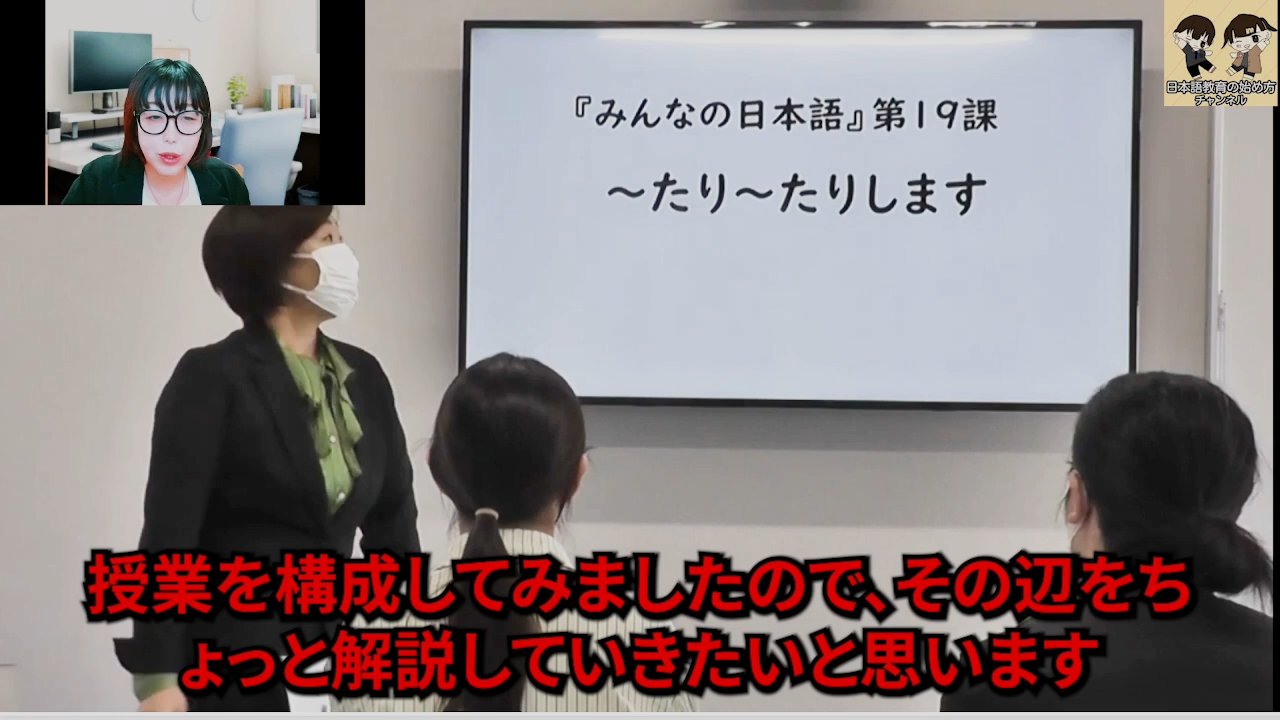 『みんなの日本語』第19課
～たり～たりします
日本語教育の始め方
チャンネル
授業を構成してみましたので、その辺をち
ょっと解説していきたいと思います